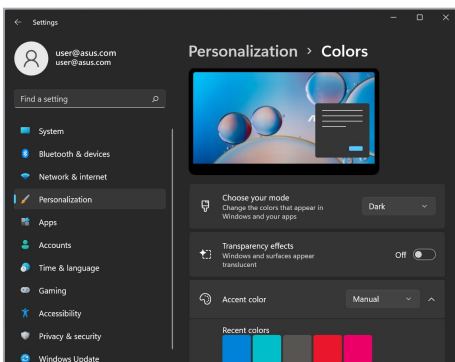 Settings
user@asus.com
user@asus.com
Find a setting
System
Bluetooth & devices
Network & internet
Personalization
Apps
Accounts
Time & language
Gaming
Accessibility
Privacy & security
Windows Update
Personalization > Colors
Choose your mode
Change the colors that appear in
Windows and your apps
Dark
Transparency effects
Windows and surfaces appear
translucent
Off
Accent color
Manual
Recent colors